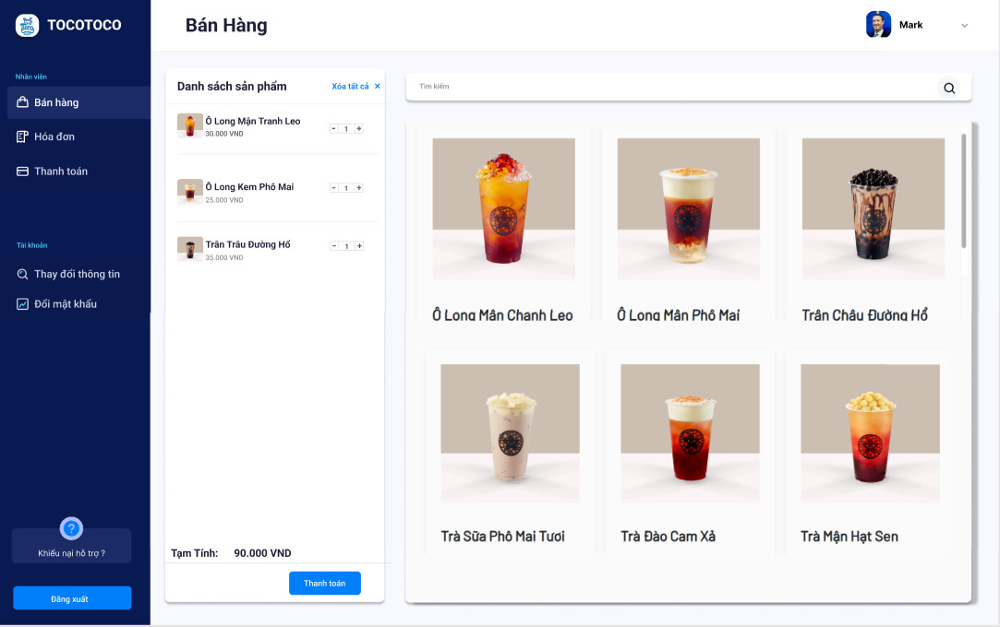 TOCOTOCO
Nhân viên
Bán hàng
Hóa đơn
Thanh toán
Tài khoản
Thay đổi thông tin
Đổi mật khẩu
?
Khiếu nại hỗ trợ ?
Đăng xuất
Bán Hàng
Mark
Danh sách sản phẩm
Xóa tất cả ×
Ô Long Mận Tranh Leo
30.000 VND
- 1 +
Ô Long Kem Phô Mai
25.000 VND
- 1 +
Trân Trâu Đường Hổ
35.000 VND
- 1 +
Tạm Tính: 90.000 VND
Thanh toán
Tìm kiếm
Ô Long Mân Chanh Leo
Ô Long Mân Phô Mai
Trân Châu Đường Hổ
Trà Sữa Phô Mai Tươi
Trà Đào Cam Xả
Trà Mận Hạt Sen